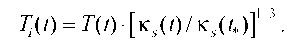 T_i(t) = T(t) · [κ_s(t) / κ_s(t_*)]^{1 3}.